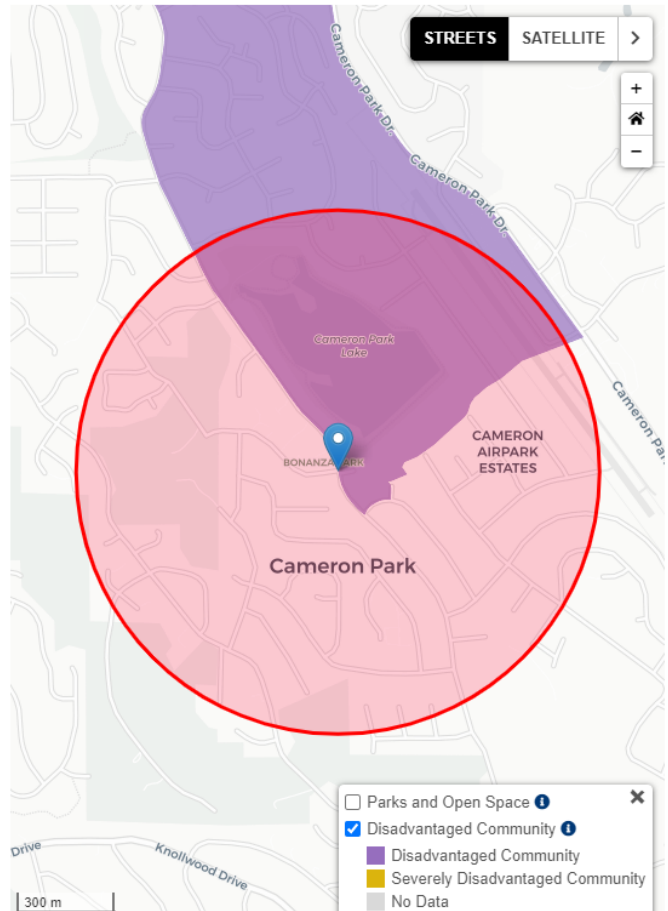 STREETS
SATELLITE
>
+
−
Cameron Park Dr.
Cameron Park Dr.
Cameron Park
Lake
Cameron Par
BONANZA PARK
CAMERON
AIRPARK
ESTATES
Cameron Park
Drive
Knollwood Drive
Parks and Open Space
Disadvantaged Community
Disadvantaged Community
Severely Disadvantaged Community
No Data
300 m